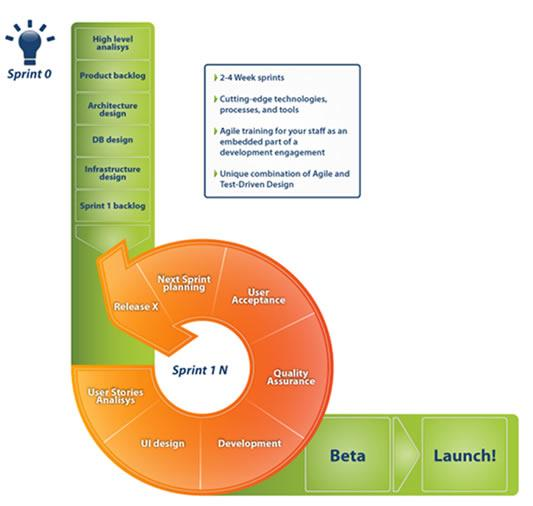 Sprint 0
High level
analisys
Product backlog
Architecture
design
DB design
Infrastructure
design
Sprint 1 backlog
2-4 Week sprints
Cutting-edge technologies,
processes, and tools
Agile training for your staff as an
embedded part of a
development engagement
Unique combination of Agile and
Test-Driven Design
Sprint 1 N
User Stories
Analisys
UI design
Development
Quality
Assurance
User
Acceptance
Next Sprint
planning
Release X
Beta
Launch!